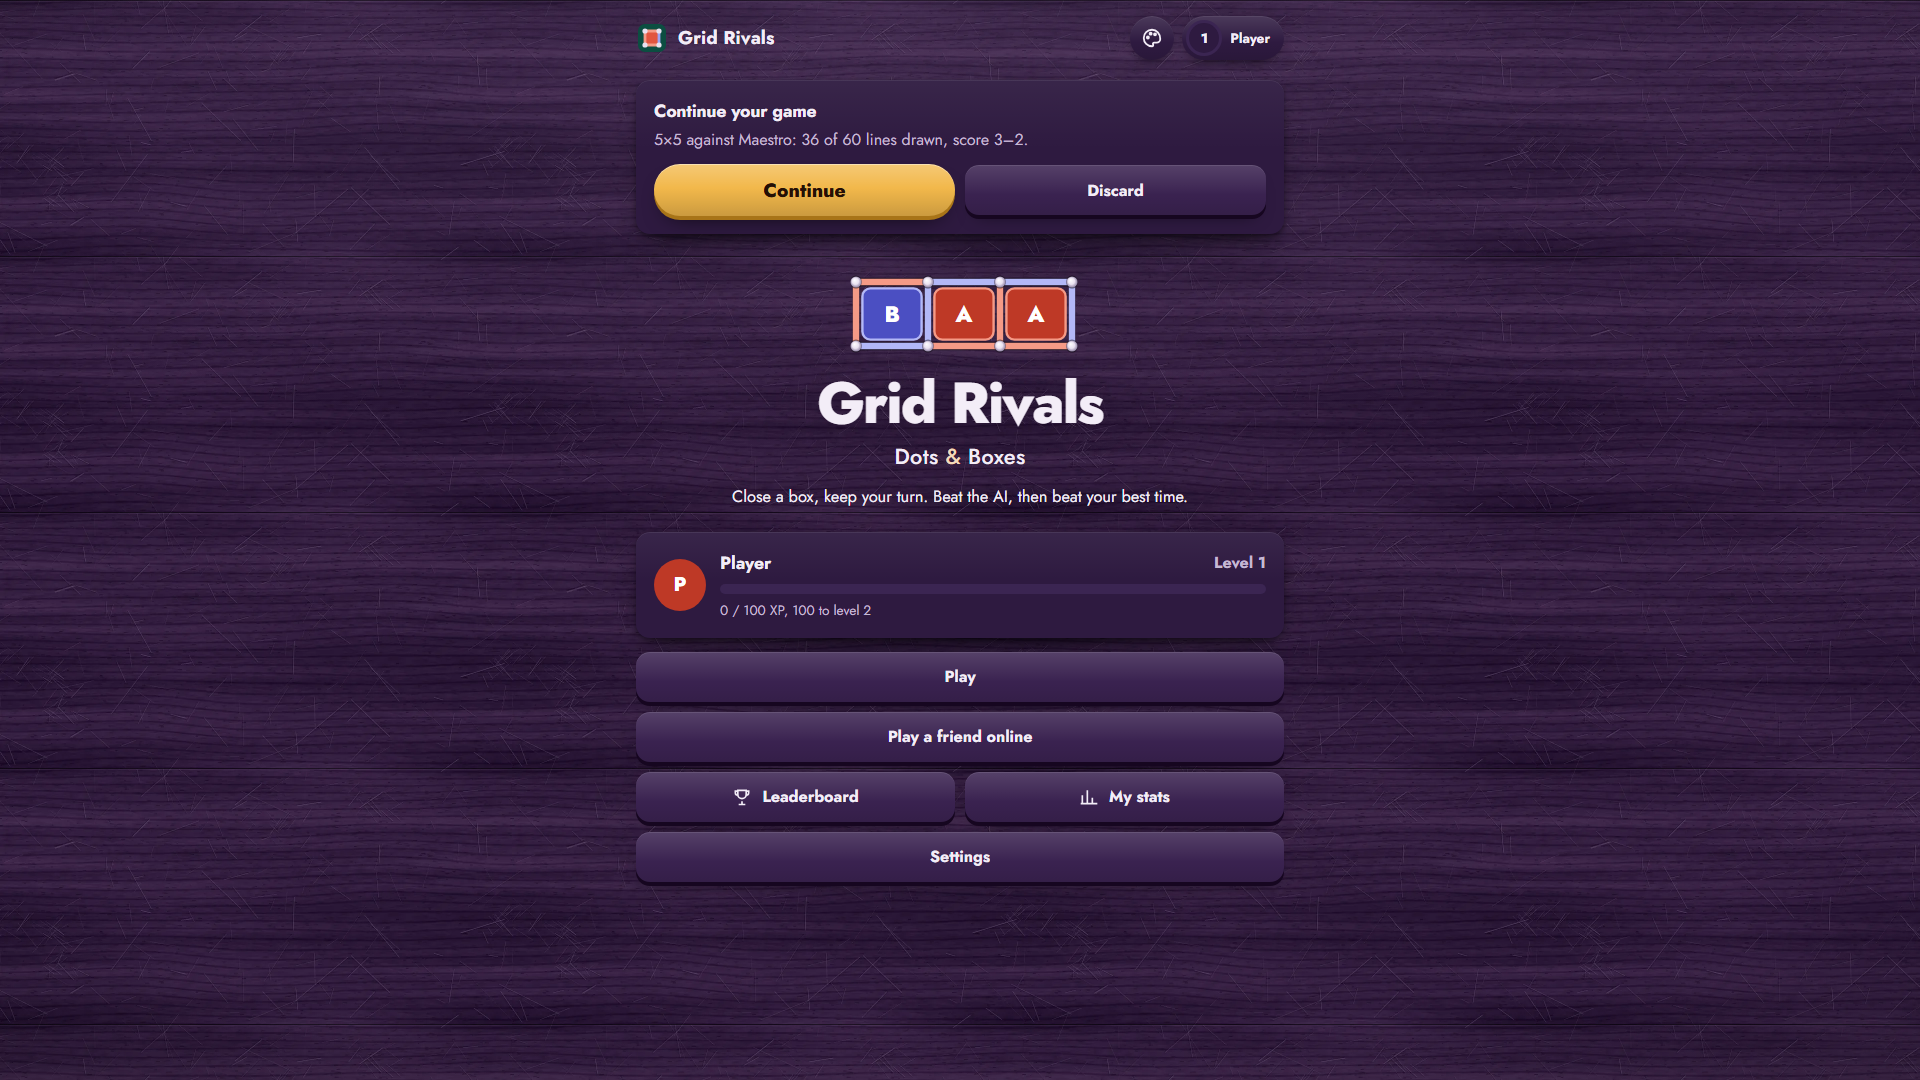 Grid Rivals
1 Player
Continue your game
5×5 against Maestro: 36 of 60 lines drawn, score 3–2.
Continue
Discard
B A A
Grid Rivals
Dots & Boxes
Close a box, keep your turn. Beat the AI, then beat your best time.
P
Player
Level 1
0 / 100 XP, 100 to level 2
Play
Play a friend online
Leaderboard
My stats
Settings